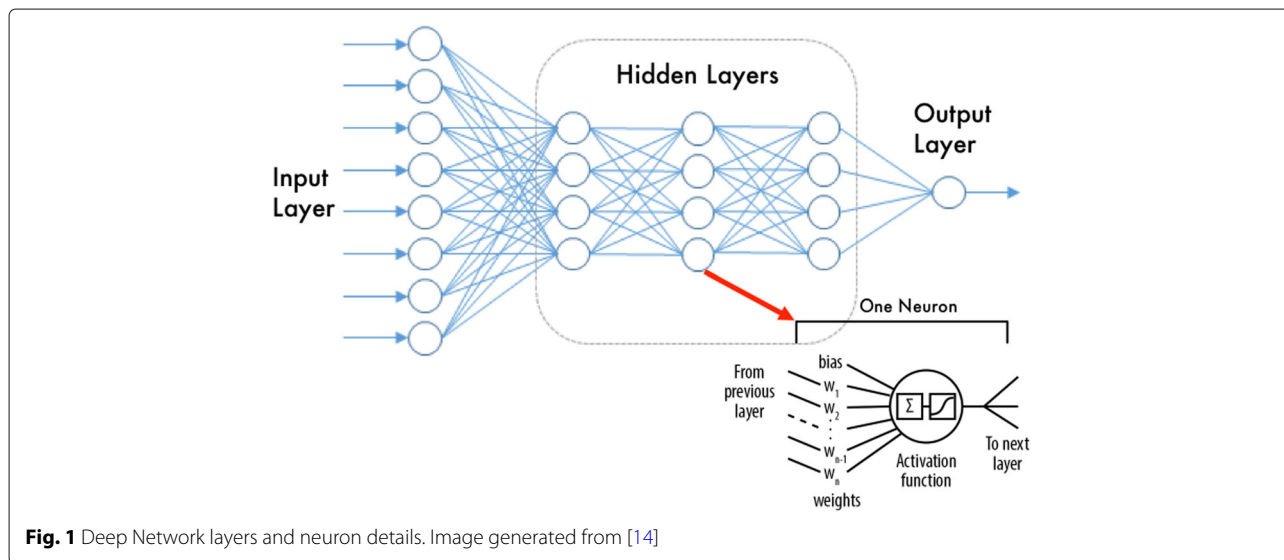 Hidden Layers
Output
Layer
Input
Layer
One Neuron
From
previous
layer
bias
W1
W2
Wn-1
Wn
weights
Σ
Activation
function
To next
layer
Fig. 1 Deep Network layers and neuron details. Image generated from [14]